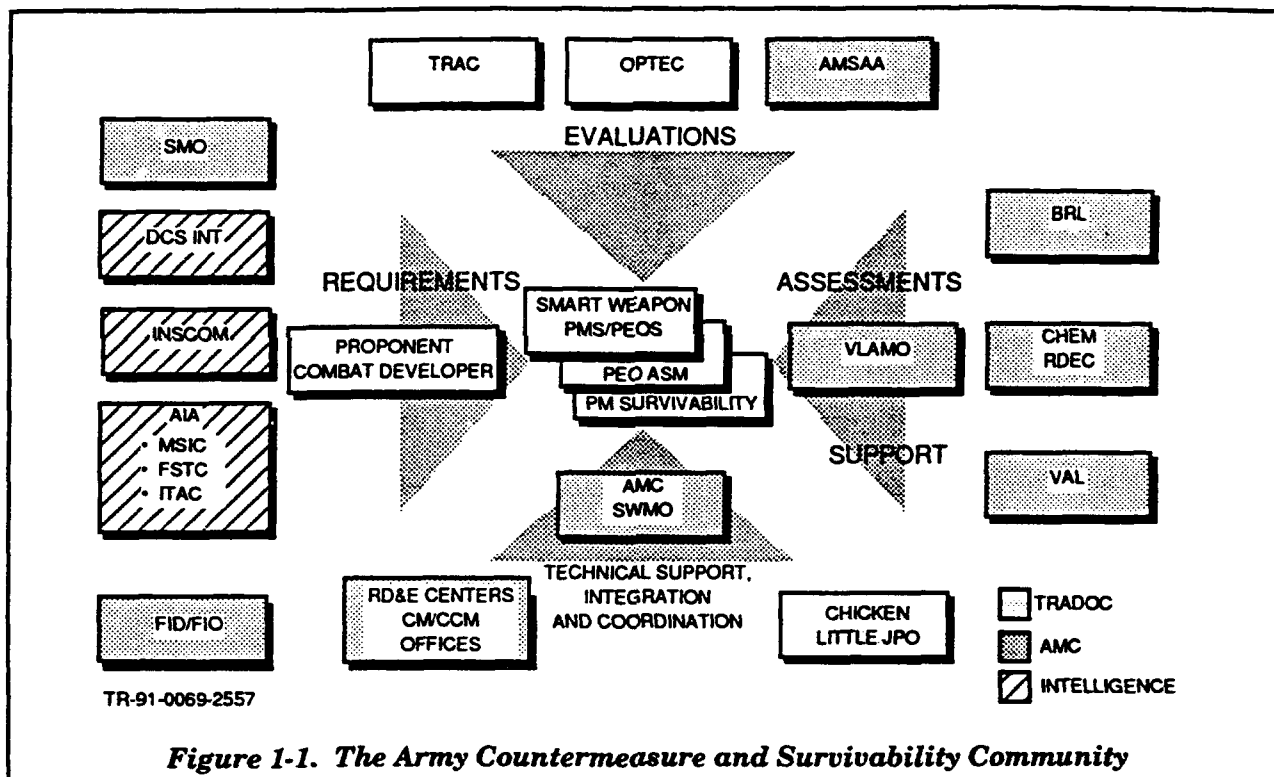 TRAC
OPTEC
AMSAA
EVALUATIONS
SMO
DCS INT
INSCOM
AIA
• MSIC
• FSTC
• ITAC
FID/FIO
REQUIREMENTS
PROPONENT
COMBAT DEVELOPER
SMART WEAPON
PMS/PEOS
PEO ASM
PM SURVIVABILITY
ASSESSMENTS
VLAMO
SUPPORT
BRL
CHEM
RDEC
VAL
AMC
SWMO
TECHNICAL SUPPORT,
INTEGRATION
AND COORDINATION
RD&E CENTERS
CM/CCM
OFFICES
CHICKEN
LITTLE JPO
TRADOC
AMC
INTELLIGENCE
TR-91-0069-2557
Figure 1-1. The Army Countermeasure and Survivability Community